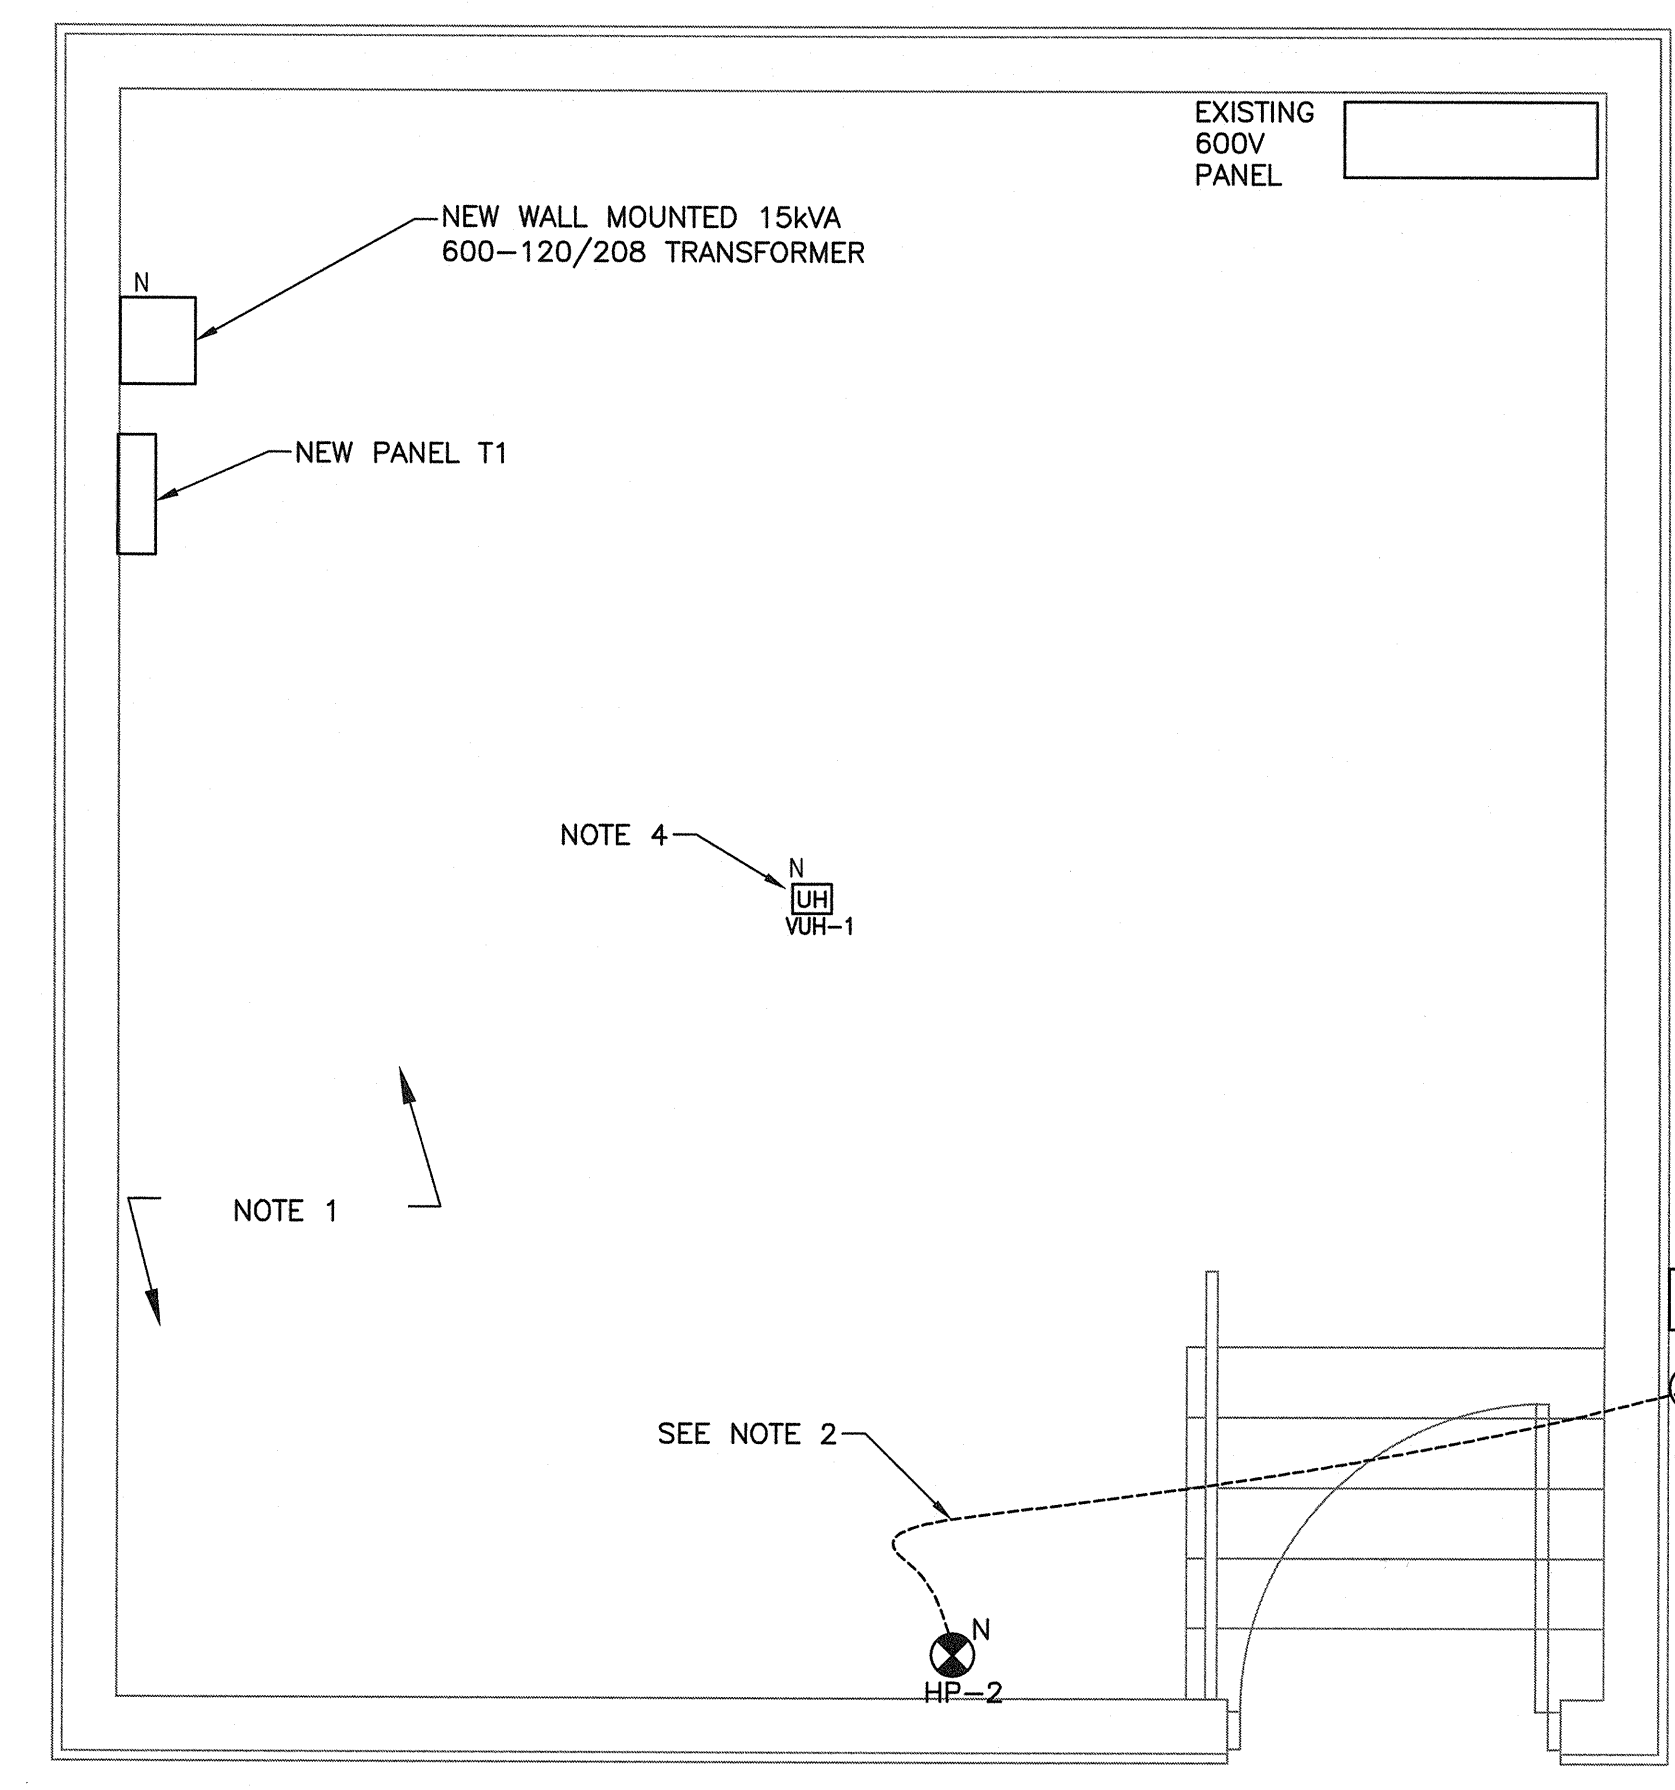 EXISTING
600V
PANEL
NEW WALL MOUNTED 15kVA
600-120/208 TRANSFORMER
N
NEW PANEL T1
NOTE 4
N
UH
VUH-1
NOTE 1
SEE NOTE 2
N
HP-2